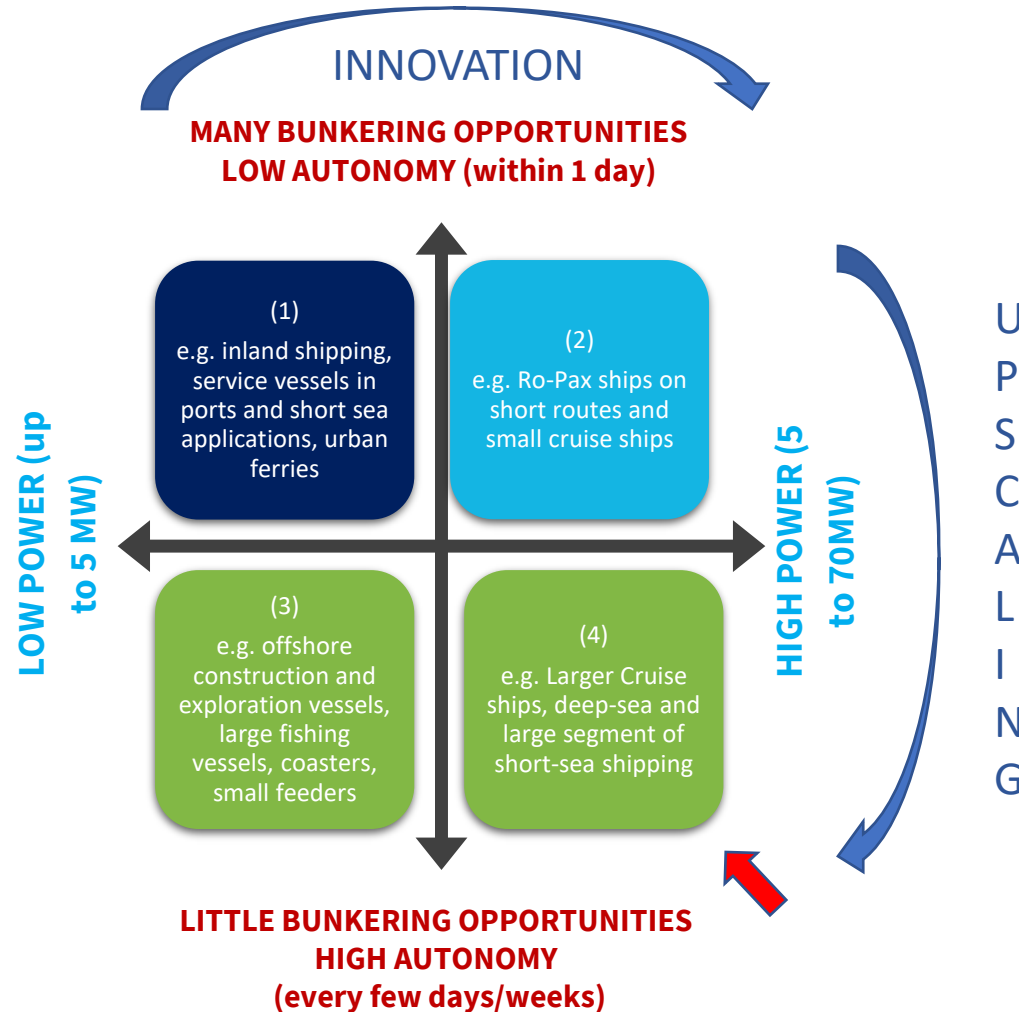 INNOVATION
MANY BUNKERING OPPORTUNITIES
LOW AUTONOMY (within 1 day)
(1)
e.g. inland shipping,
service vessels in
ports and short sea
applications, urban
ferries
(2)
e.g. Ro-Pax ships on
short routes and
small cruise ships
LOW POWER (up
to 5 MW)
HIGH POWER (5
to 70MW)
U
P
S
C
A
L
I
N
G
(3)
e.g. offshore
construction and
exploration vessels,
large fishing
vessels, coasters,
small feeders
(4)
e.g. Larger Cruise
ships, deep-sea and
large segment of
short-sea shipping
LITTLE BUNKERING OPPORTUNITIES
HIGH AUTONOMY
(every few days/weeks)